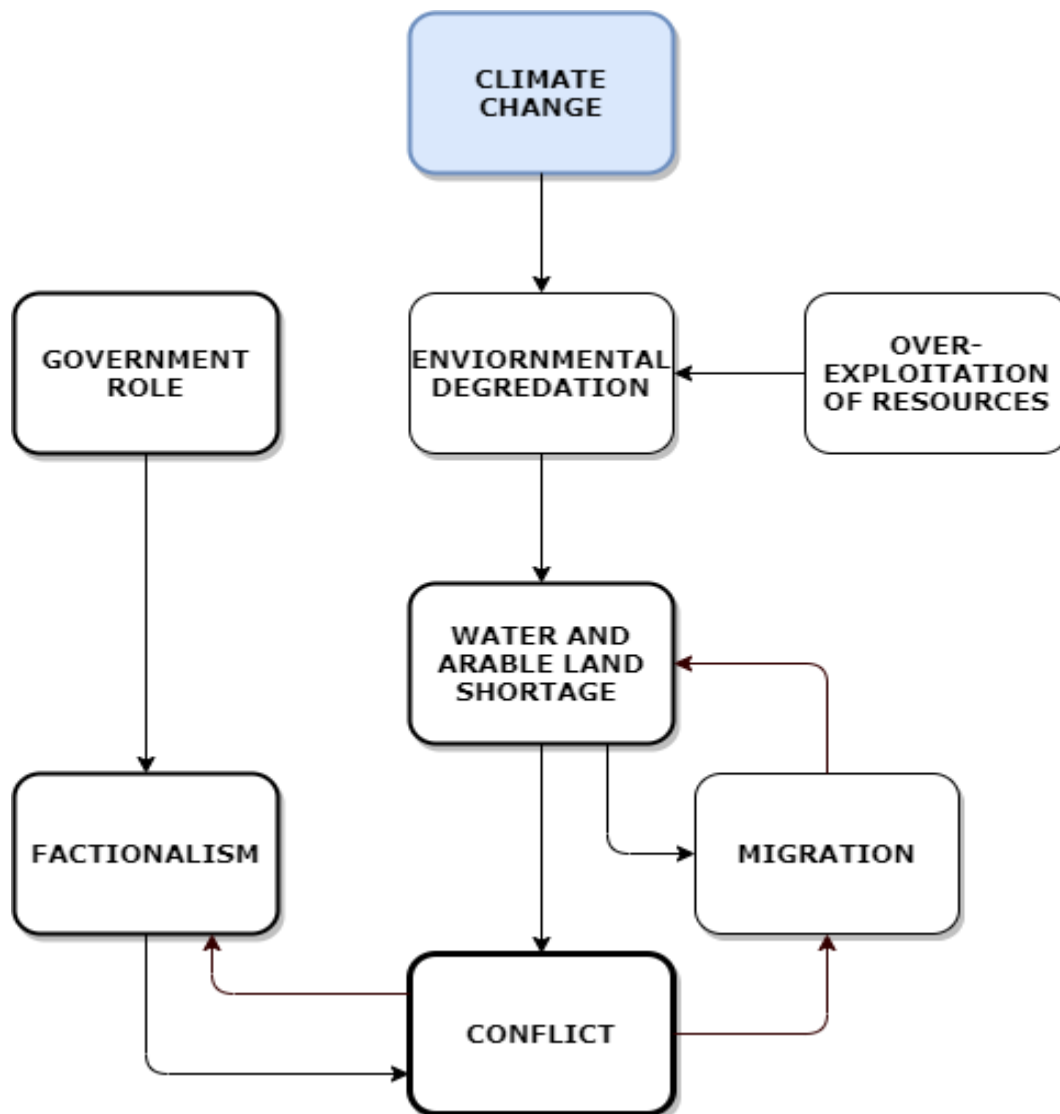 CLIMATE
CHANGE
GOVERNMENT
ROLE
ENVIORNMENTAL
DEGREDATION
OVER-
EXPLOITATION
OF RESOURCES
WATER AND
ARABLE LAND
SHORTAGE
FACTIONALISM
MIGRATION
CONFLICT